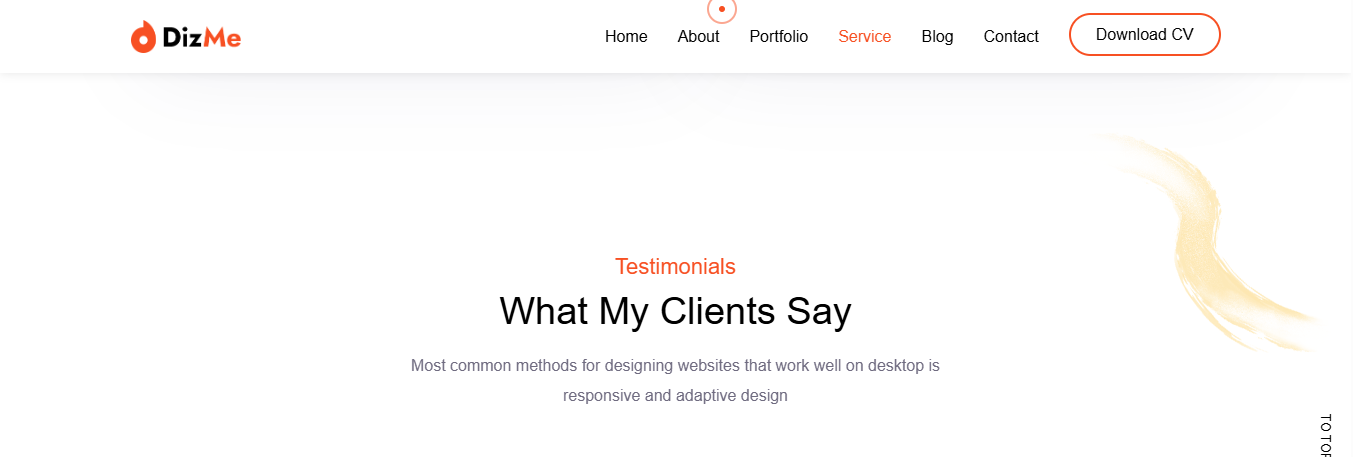 DizMe
Home About Portfolio Service Blog Contact Download CV
Testimonials
What My Clients Say
Most common methods for designing websites that work well on desktop is
responsive and adaptive design
TO TOP